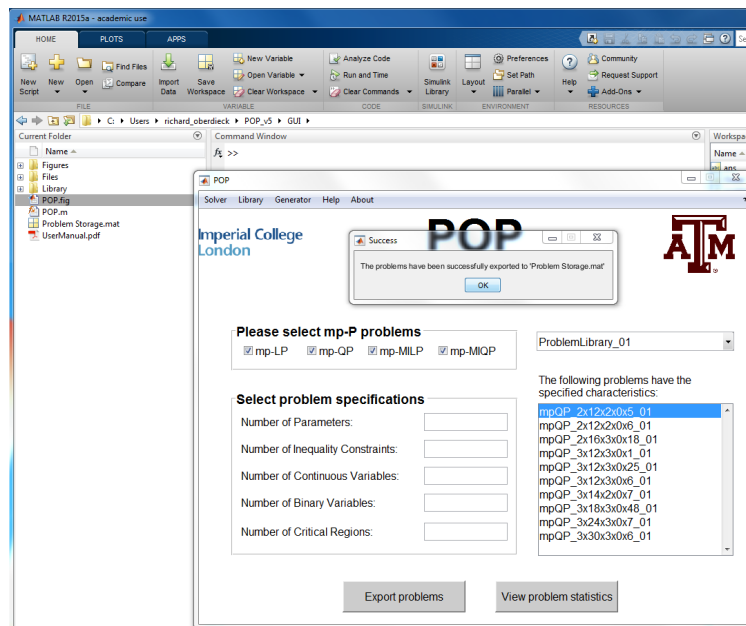 MATLAB R2015a - academic use
HOME PLOTS APPS
New Script
New
Open
Find Files
Compare
Import Data
Save Workspace
New Variable
Open Variable
Clear Workspace
Analyze Code
Run and Time
Clear Commands
Simulink Library
Layout
Preferences
Set Path
Parallel
Help
Community
Request Support
Add-Ons
FILE VARIABLE CODE SIMULINK ENVIRONMENT RESOURCES
C: Users richard_oberdieck POP_v5 GUI
Current Folder
Name
Figures
Files
Library
POP.fig
POP.m
Problem Storage.mat
UserManual.pdf
Command Window
fx >>
Workspa
Name
ans
POP
Solver Library Generator Help About
Imperial College
London
POP
A
T
M
Success
The problems have been successfully exported to 'Problem Storage.mat'
OK
Please select mp-P problems
mp-LP mp-QP mp-MILP mp-MIQP
Select problem specifications
Number of Parameters:
Number of Inequality Constraints:
Number of Continuous Variables:
Number of Binary Variables:
Number of Critical Regions:
ProblemLibrary_01
The following problems have the
specified characteristics:
mpQP_2x12x2x0x5_01
mpQP_2x12x2x0x6_01
mpQP_2x16x3x0x18_01
mpQP_3x12x3x0x1_01
mpQP_3x12x3x0x25_01
mpQP_3x12x3x0x6_01
mpQP_3x14x2x0x7_01
mpQP_3x18x3x0x48_01
mpQP_3x24x3x0x7_01
mpQP_3x30x3x0x6_01
Export problems
View problem statistics